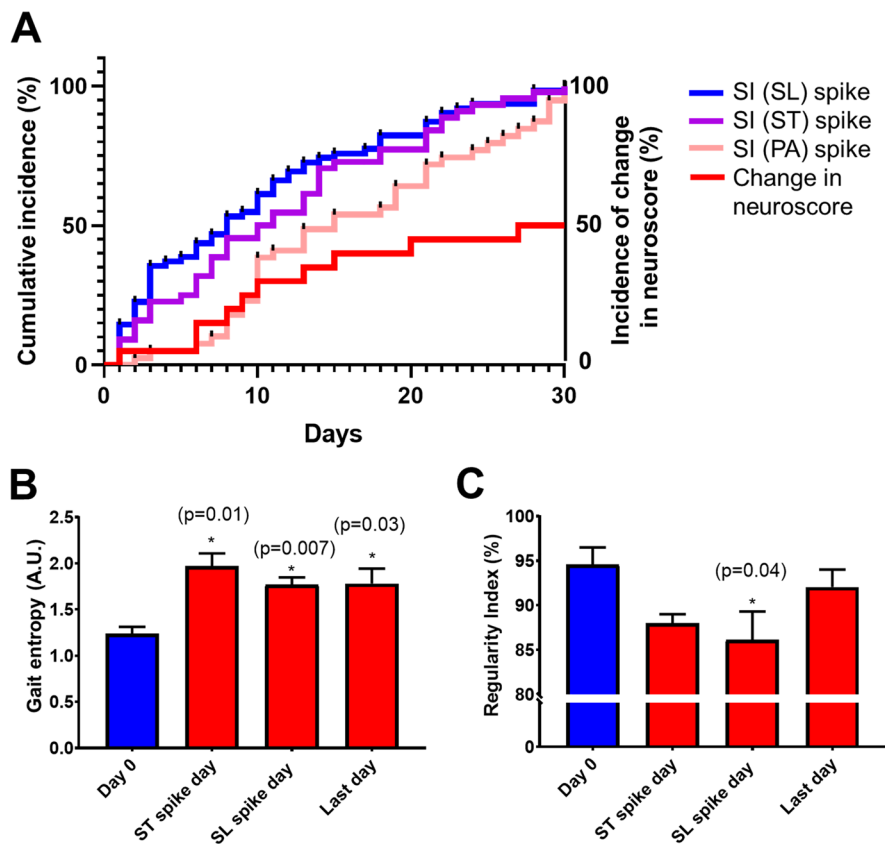 A
Cumulative incidence (%)
100
50
0
0
10
20
30
Days
100
50
0
Incidence of change
in neuroscore (%)
SI (SL) spike
SI (ST) spike
SI (PA) spike
Change in
neuroscore
B
Gait entropy (A.U.)
2.5
2.0
1.5
1.0
0.5
0.0
(p=0.01)
*
(p=0.007)
*
(p=0.03)
*
Day 0
ST spike day
SL spike day
Last day
C
Regularity Index (%)
100
95
90
85
80
0
(p=0.04)
*
Day 0
ST spike day
SL spike day
Last day